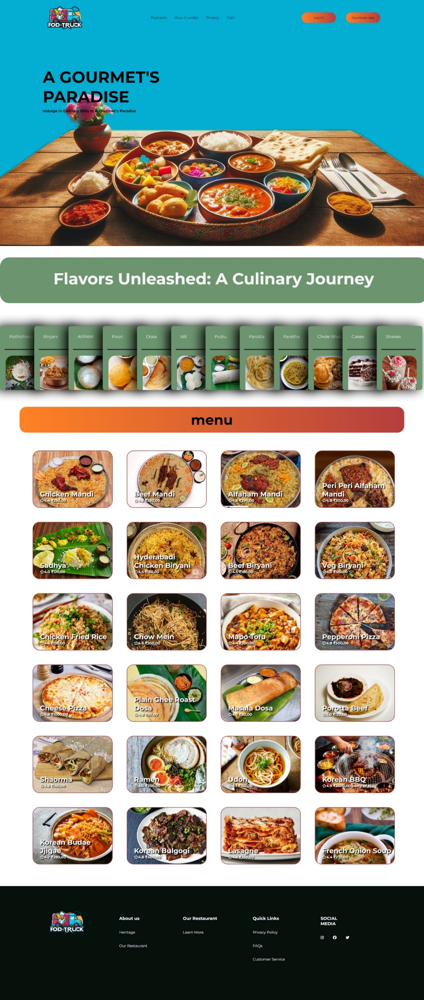 FOD TRUCK
Features How it works Privacy Cart
Log In
Download App
A GOURMET'S
PARADISE
Indulge in Culinary Bliss at A Gourmet's Paradise
Flavors Unleashed: A Culinary Journey
Pothichoru
Biryani
APPAM
Poori
Dosa
Idli
Puttu
Parotta
Paratha
Chole Bhatu
Cakes
Shakes
menu
Chicken Mandi
☆4.4 ₹250,00
Beef Mandi
☆4.2 ₹280,00
Alfaham Mandi
☆4.6 ₹290,00
Peri Peri Alfaham
Mandi
☆4.8 ₹300,00
Sadhya
☆4.0 ₹120,00
Hyderabadi
Chicken Biryani
☆4.5 ₹160,00
Beef Biryani
☆4.5 ₹180,00
Veg Biryani
☆4.0 ₹120,00
Chicken Fried Rice
☆4.2 ₹130,00
Chow Mein
☆4.6 ₹200,00
Mapo Tofu
☆4.4 ₹200,00
Pepperoni Pizza
☆4.8 ₹500,00
Cheese Pizza
☆4.8 ₹1000,00
Plain Ghee Roast
Dosa
☆4.9 ₹80,00
Masala Dosa
☆4.7 ₹80,00
Porotta Beef
☆5.0 ₹120,00
Shaorma
☆4.2 ₹140,00
Ramen
☆4.0 ₹200,00
Udon
☆4.1 ₹150,00
Korean BBQ
☆4.9 ₹2500,00(party of 6)
Korean Budae
Jjigae
☆4.7 ₹280,00
Korean Bulgogi
☆4.8 ₹400,00
Lasagne
☆4.2 ₹250,00
French Onion Soup
☆4.4 ₹270,00
FOD TRUCK
About us
Heritage
Our Restaurant
Our Restaurant
Learn More
Quick Links
Privacy Policy
FAQs
Customer Service
SOCIAL
MEDIA